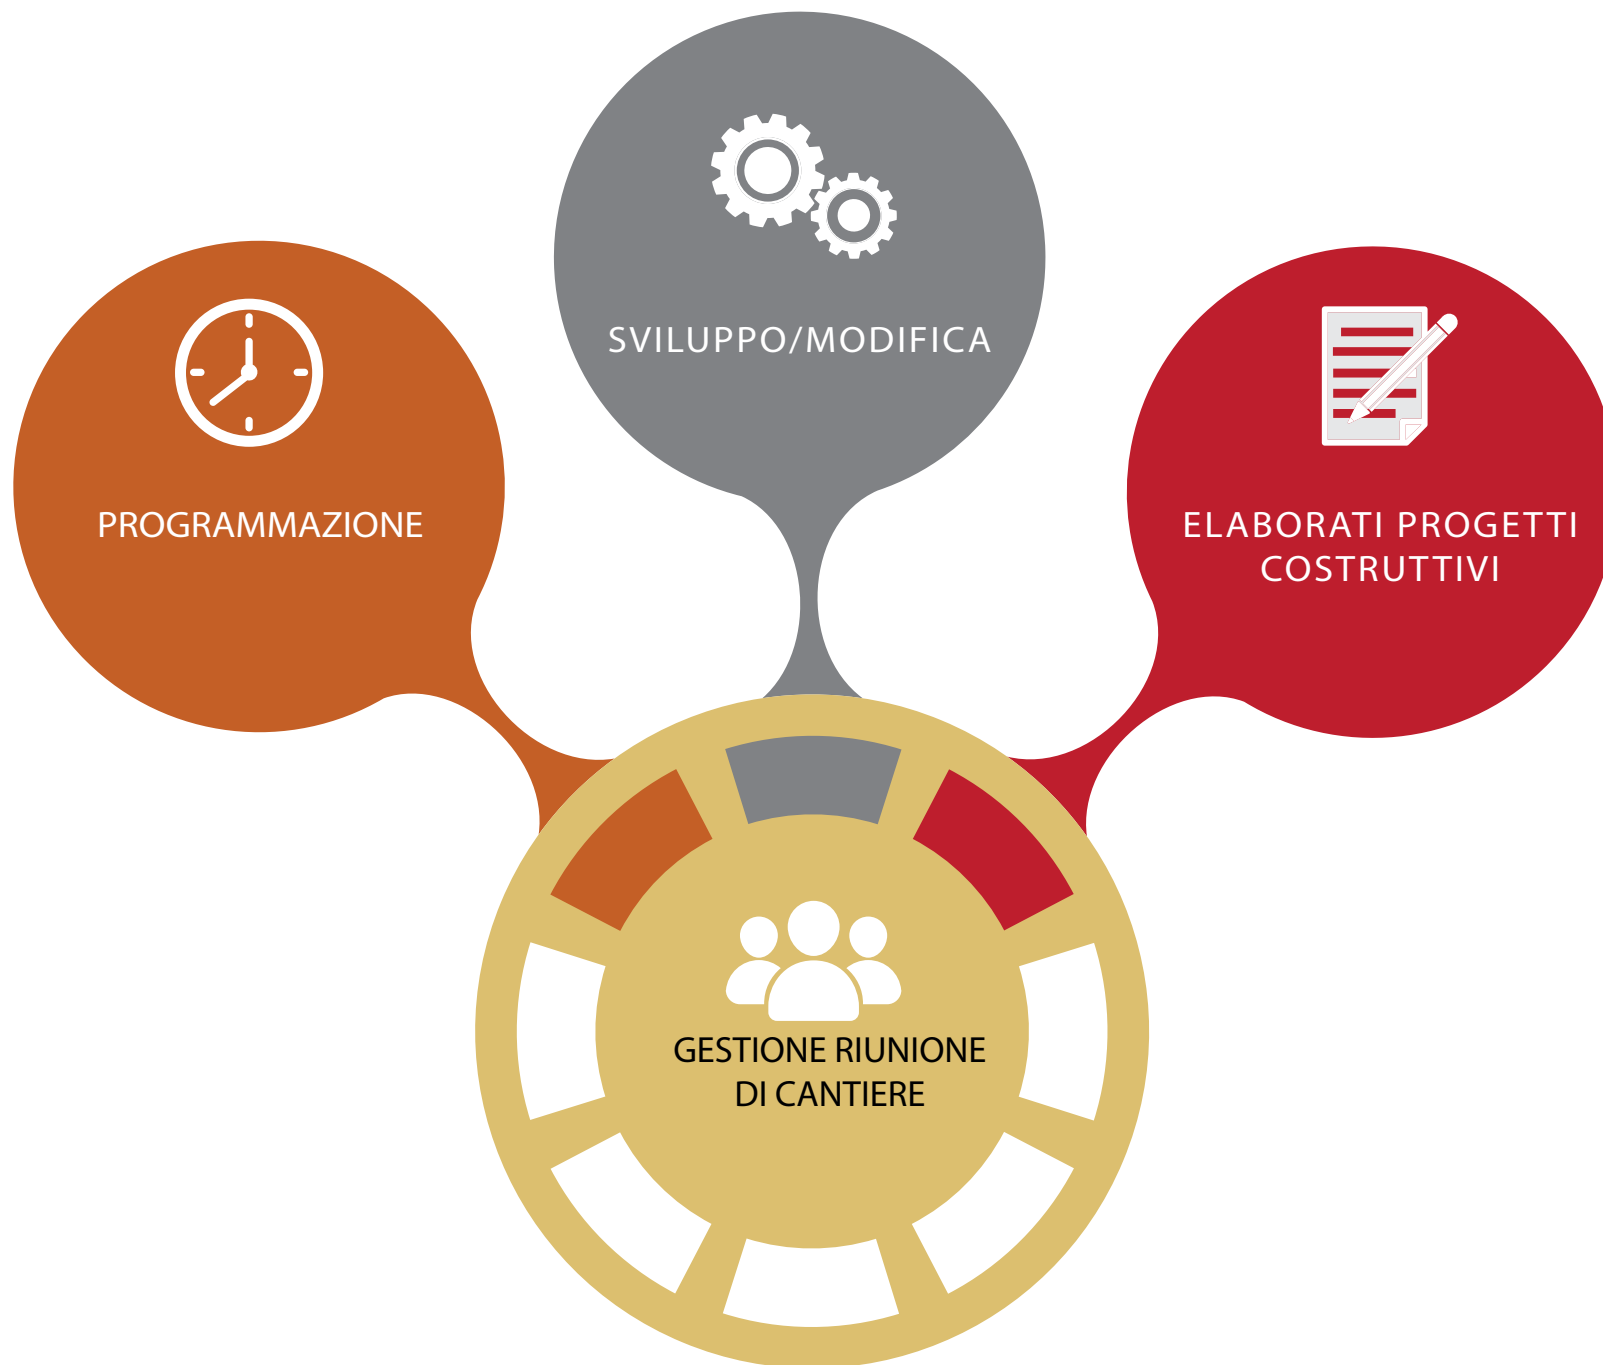 SVILUPPO/MODIFICA
PROGRAMMAZIONE
ELABORATI PROGETTI
COSTRUTTIVI
GESTIONE RIUNIONE
DI CANTIERE